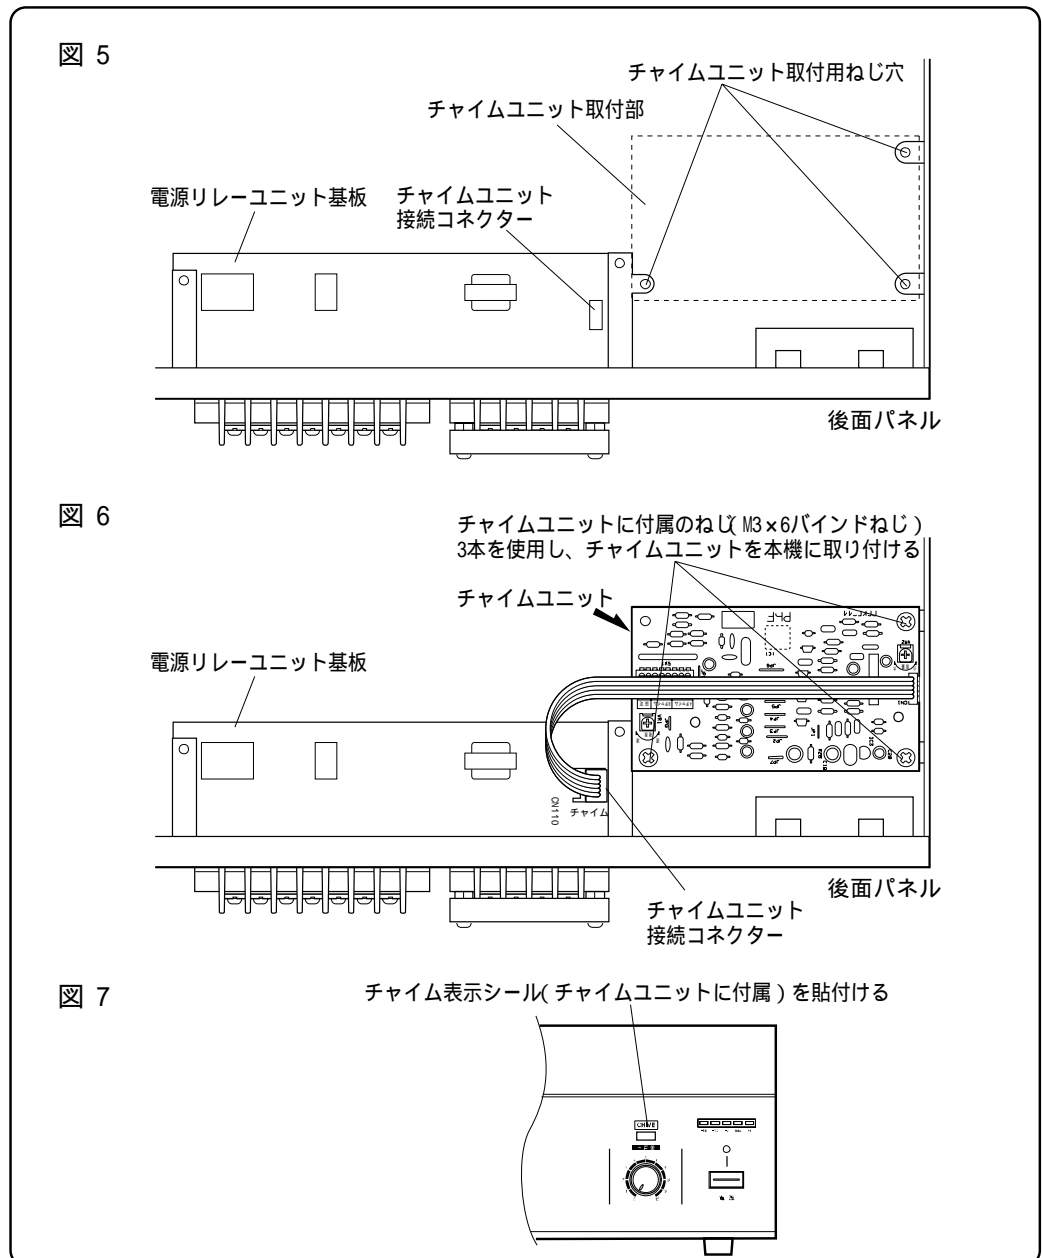 図 5
チャイムユニット取付用ねじ穴
チャイムユニット取付部
電源リレーユニット基板
チャイムユニット
接続コネクター
後面パネル
図 6
チャイムユニットに付属のねじ( M3×6バインドねじ )
3本を使用し、チャイムユニットを本機に取り付ける
チャイムユニット
電源リレーユニット基板
CN110
チャイム
後面パネル
チャイムユニット
接続コネクター
図 7
チャイム表示シール( チャイムユニットに付属 ) を貼付ける